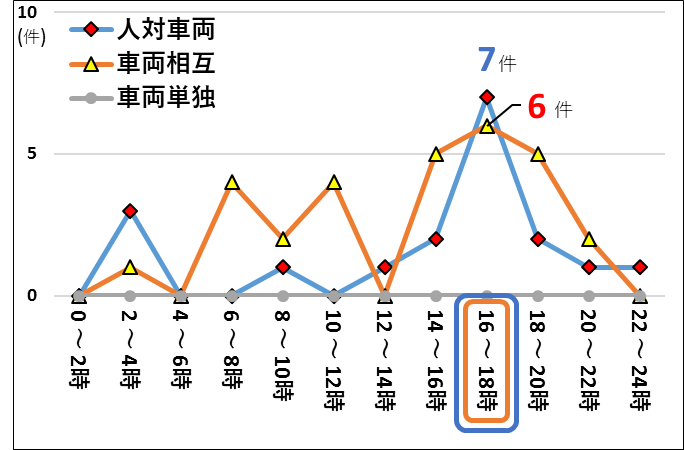 10
(件)
人対車両
車両相互
車両単独
7件
6 件
5
0
0～2時
2～4時
4～6時
6～8時
8～10時
10～12時
12～14時
14～16時
16～18時
18～20時
20～22時
22～24時